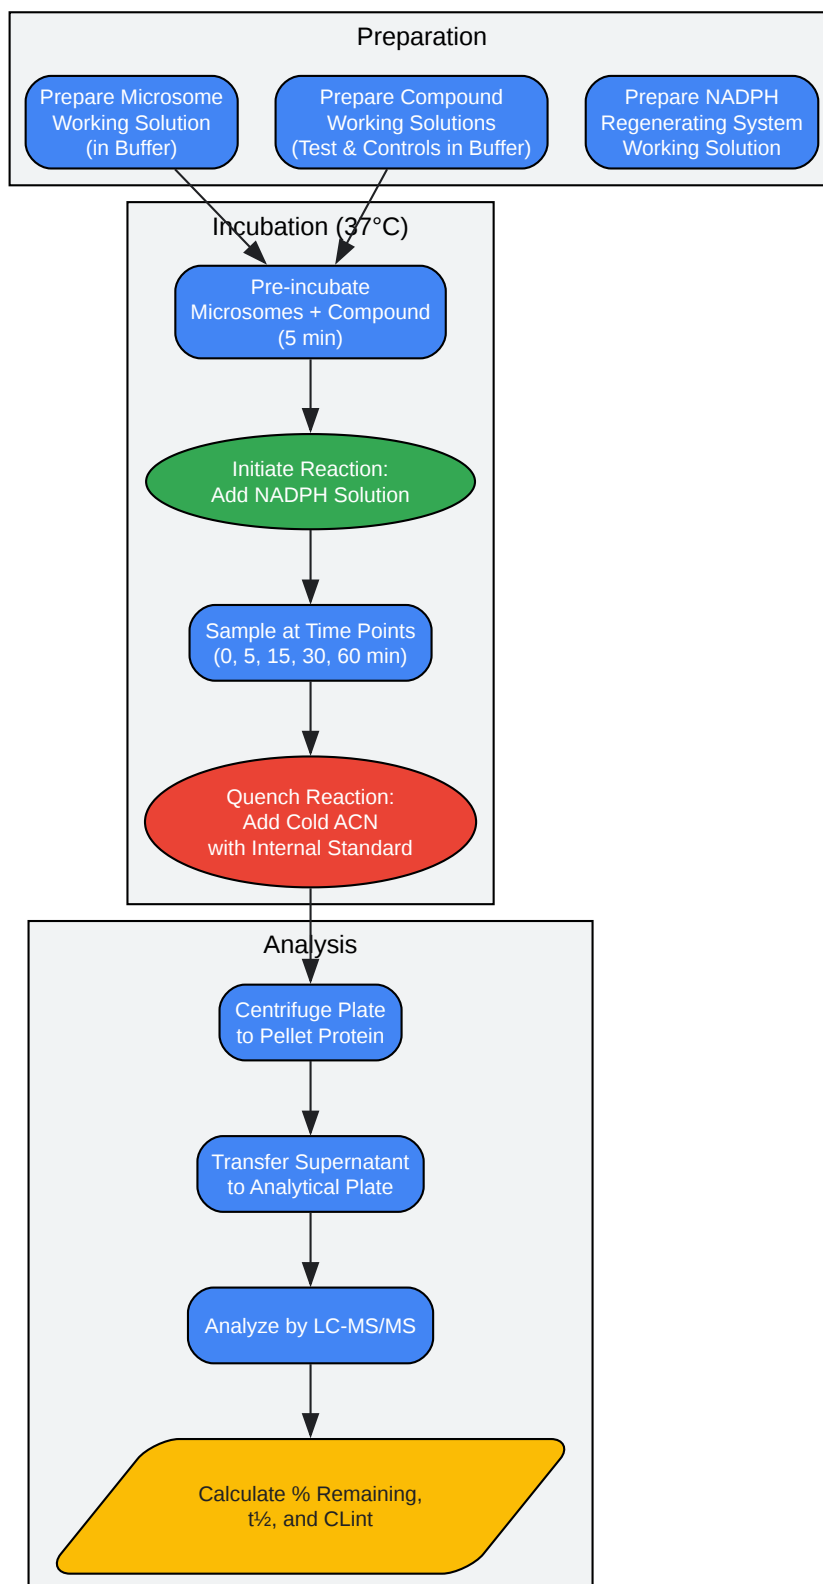 Preparation
Prepare Microsome
Working Solution
(in Buffer)
Prepare Compound
Working Solutions
(Test & Controls in Buffer)
Prepare NADPH
Regenerating System
Working Solution
Incubation (37°C)
Pre-incubate
Microsomes + Compound
(5 min)
Initiate Reaction:
Add NADPH Solution
Sample at Time Points
(0, 5, 15, 30, 60 min)
Quench Reaction:
Add Cold ACN
with Internal Standard
Analysis
Centrifuge Plate
to Pellet Protein
Transfer Supernatant
to Analytical Plate
Analyze by LC-MS/MS
Calculate % Remaining,
t½, and CLint